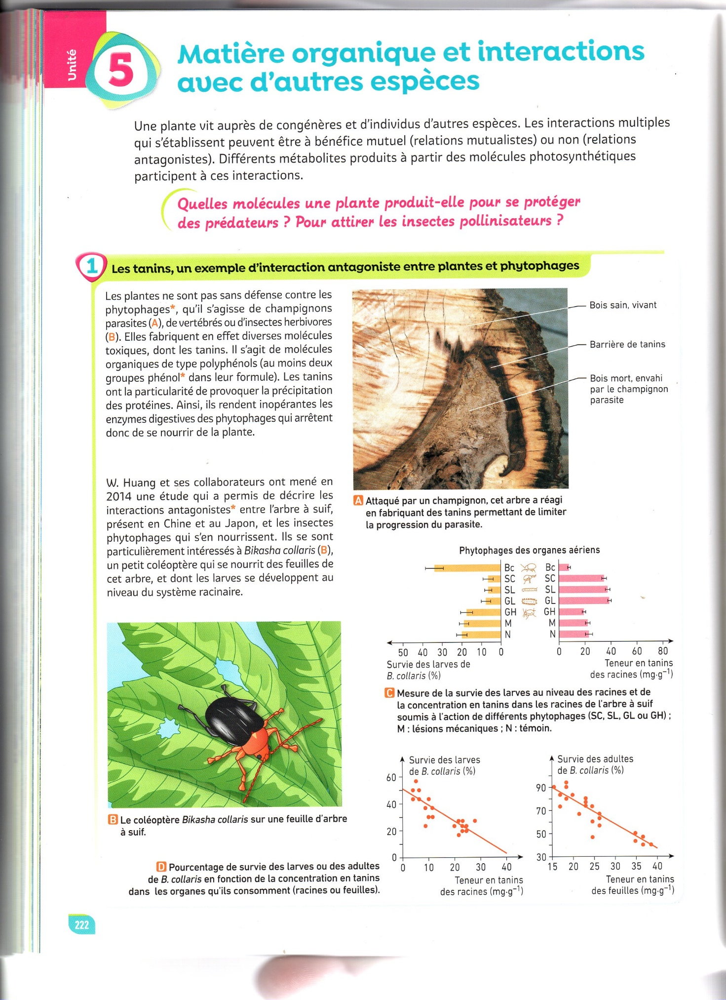 Unité
5
Matière organique et interactions
avec d'autres espèces
Une plante vit auprès de congénères et d'individus d'autres espèces. Les interactions multiples
qui s'établissent peuvent être à bénéfice mutuel (relations mutualistes) ou non (relations
antagonistes). Différents métabolites produits à partir des molécules photosynthétiques
participent à ces interactions.
Quelles molécules une plante produit-elle pour se protéger
des prédateurs ? Pour attirer les insectes pollinisateurs ?
1 Les tanins, un exemple d'interaction antagoniste entre plantes et phytophages
Les plantes ne sont pas sans défense contre les
phytophages*, qu'il s'agisse de champignons
parasites (A), de vertébrés ou d'insectes herbivores
(B). Elles fabriquent en effet diverses molécules
toxiques, dont les tanins. Il s'agit de molécules
organiques de type polyphénols (au moins deux
groupes phénol* dans leur formule). Les tanins
ont la particularité de provoquer la précipitation
des protéines. Ainsi, ils rendent inopérantes les
enzymes digestives des phytophages qui arrêtent
donc de se nourrir de la plante.
Bois sain, vivant
Barrière de tanins
Bois mort, envahi
par le champignon
parasite
A Attaqué par un champignon, cet arbre a réagi
en fabriquant des tanins permettant de limiter
la progression du parasite.
W. Huang et ses collaborateurs ont mené en
2014 une étude qui a permis de décrire les
interactions antagonistes* entre l'arbre à suif,
présent en Chine et au Japon, et les insectes
phytophages qui s'en nourrissent. Ils se sont
particulièrement intéressés à Bikasha collaris (B),
un petit coléoptère qui se nourrit des feuilles de
cet arbre, et dont les larves se développent au
niveau du système racinaire.
B Le coléoptère Bikasha collaris sur une feuille d'arbre
à suif.
Phytophages des organes aériens
Bc Bc
SC SC
SL SL
GL GL
GH GH
M M
N N
50 40 30 20 10 0
Survie des larves de
B. collaris (%)
0 20 40 60 80
Teneur en tanins
des racines (mg·g⁻¹)
C Mesure de la survie des larves au niveau des racines et de
la concentration en tanins dans les racines de l'arbre à suif
soumis à l'action de différents phytophages (SC, SL, GL ou GH) ;
M : lésions mécaniques ; N : témoin.
Survie des larves
de B. collaris (%)
60
40
20
0
0 10 20 30 40
Teneur en tanins
des racines (mg·g⁻¹)
Survie des adultes
de B. collaris (%)
90
70
50
30
15 20 25 30 35 40
Teneur en tanins
des feuilles (mg·g⁻¹)
D Pourcentage de survie des larves ou des adultes
de B. collaris en fonction de la concentration en tanins
dans les organes qu'ils consomment (racines ou feuilles).
222